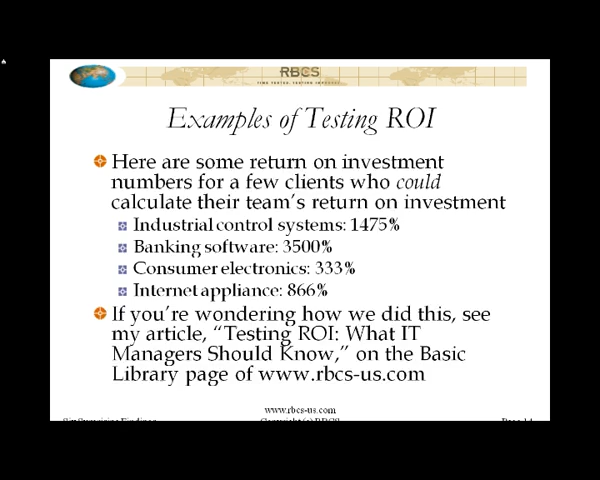 RBCS
Examples of Testing ROI
Here are some return on investment
numbers for a few clients who could
calculate their team's return on investment
Industrial control systems: 1475%
Banking software: 3500%
Consumer electronics: 333%
Internet appliance: 866%
If you're wondering how we did this, see
my article, "Testing ROI: What IT
Managers Should Know," on the Basic
Library page of www.rbcs-us.com
www.rbcs-us.com